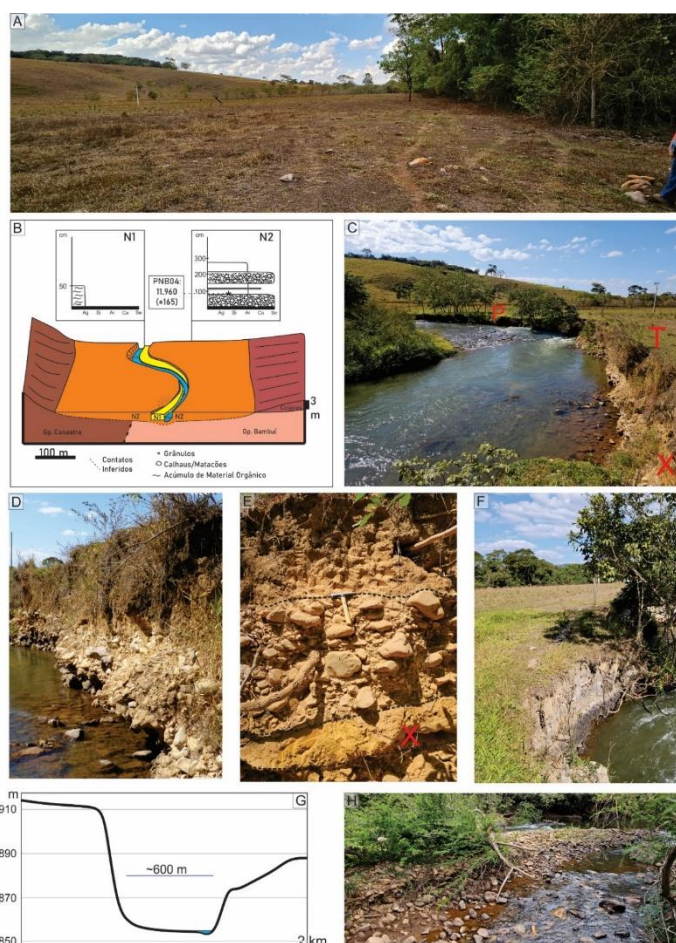 A
B
N1
cm
50
Ag Si Ar Ca Se
PNB04:
11.960
(±165)
N2
cm
300
200
100
Ag Si Ar Ca Se
N2
N1
N2
3
m
Gp. Canastra
Gp. Bambuí
100 m
Contatos
Inferidos
Grânulos
Calhaus/Matacões
Acúmulo de Material Orgânico
C
P
T
X
D
E
X
F
G
m
910
890
870
850
~600 m
2 km
H